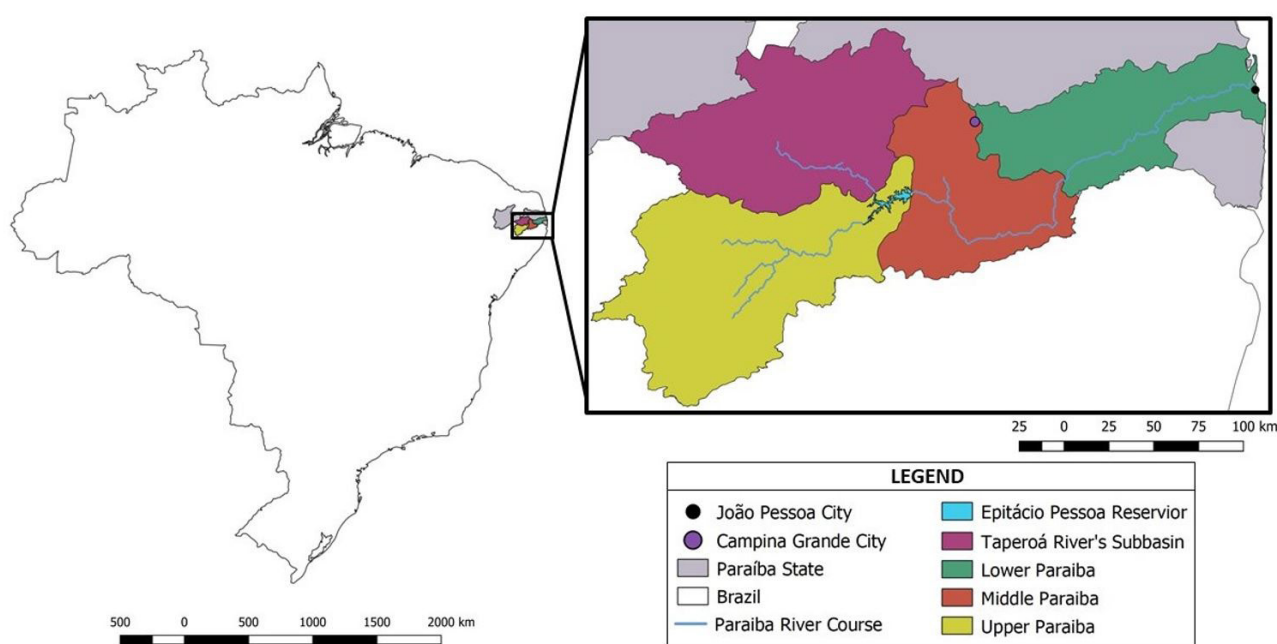 25 0 25 50 75 100 km
LEGEND
João Pessoa City
Campina Grande City
Paraíba State
Brazil
Paraiba River Course
Epitácio Pessoa Reservior
Taperoá River's Subbasin
Lower Paraiba
Middle Paraiba
Upper Paraiba
500 0 500 1000 1500 2000 km